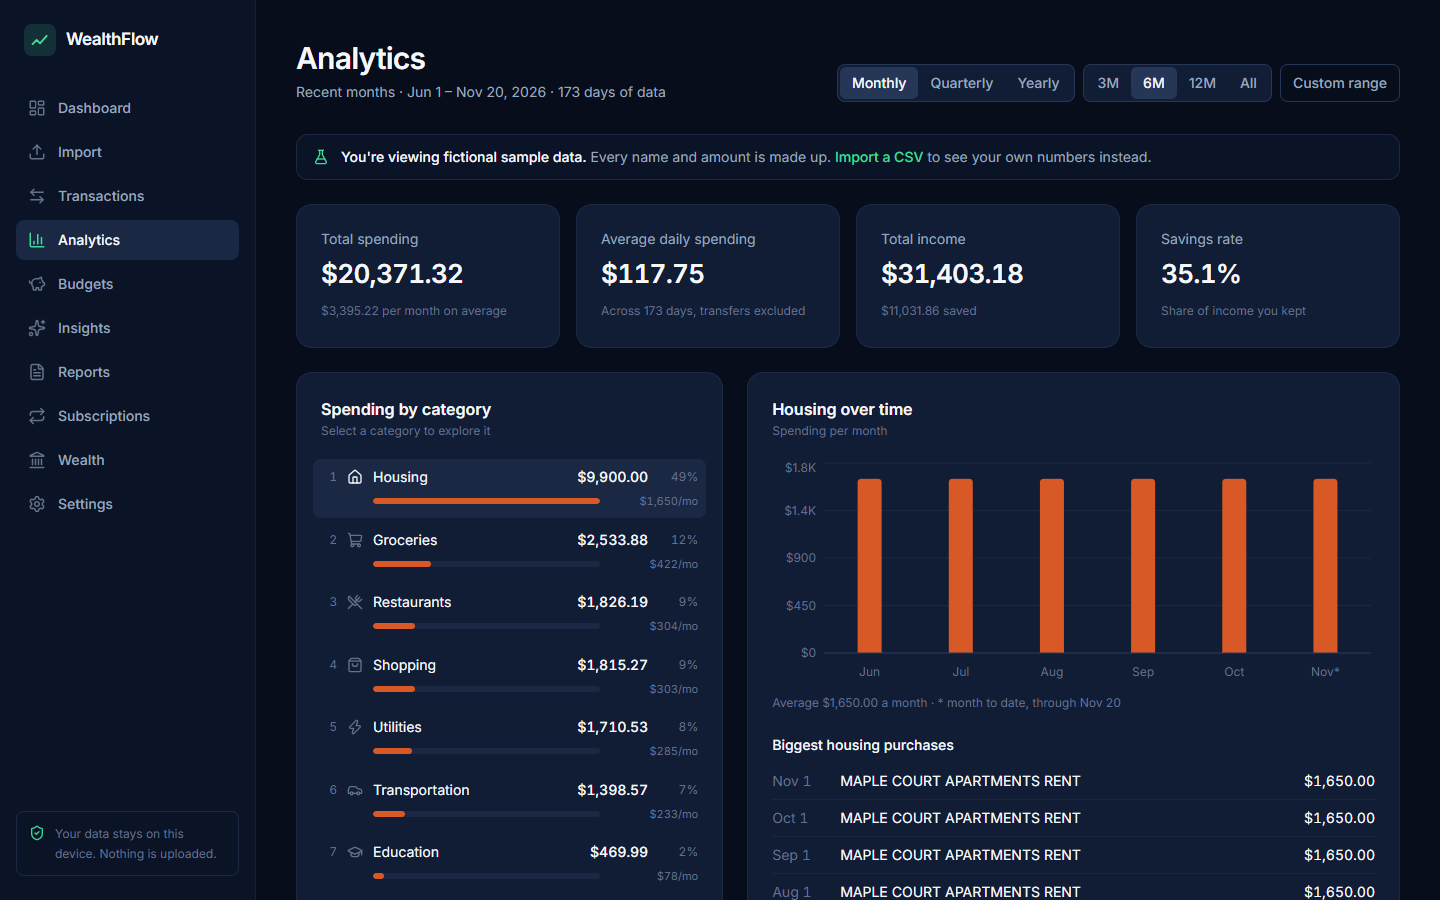 WealthFlow
Dashboard
Import
Transactions
Analytics
Budgets
Insights
Reports
Subscriptions
Wealth
Settings
Your data stays on this
device. Nothing is uploaded.
Analytics
Recent months · Jun 1 – Nov 20, 2026 · 173 days of data
Monthly Quarterly Yearly
3M 6M 12M All
Custom range
You're viewing fictional sample data. Every name and amount is made up. Import a CSV to see your own numbers instead.
Total spending
$20,371.32
$3,395.22 per month on average
Average daily spending
$117.75
Across 173 days, transfers excluded
Total income
$31,403.18
$11,031.86 saved
Savings rate
35.1%
Share of income you kept
Spending by category
Select a category to explore it
1 Housing $9,900.00 49%
$1,650/mo
2 Groceries $2,533.88 12%
$422/mo
3 Restaurants $1,826.19 9%
$304/mo
4 Shopping $1,815.27 9%
$303/mo
5 Utilities $1,710.53 8%
$285/mo
6 Transportation $1,398.57 7%
$233/mo
7 Education $469.99 2%
$78/mo
Housing over time
Spending per month
$1.8K
$1.4K
$900
$450
$0
Jun Jul Aug Sep Oct Nov*
Average $1,650.00 a month · * month to date, through Nov 20
Biggest housing purchases
Nov 1 MAPLE COURT APARTMENTS RENT $1,650.00
Oct 1 MAPLE COURT APARTMENTS RENT $1,650.00
Sep 1 MAPLE COURT APARTMENTS RENT $1,650.00
Aug 1 MAPLE COURT APARTMENTS RENT $1,650.00